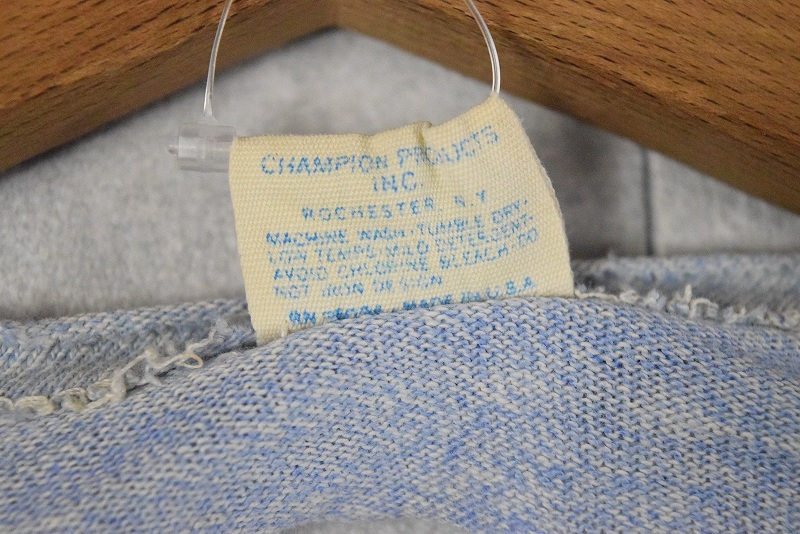 CHAMPION PRODUCTS
INC.
ROCHESTER N.Y
MACHINE WASH. TUMBLE DRY.
LOW TEMPS. MILD DETERGENT.
AVOID CHLORINE BLEACH. DO
NOT IRON DESIGN
RN MADE IN U.S.A